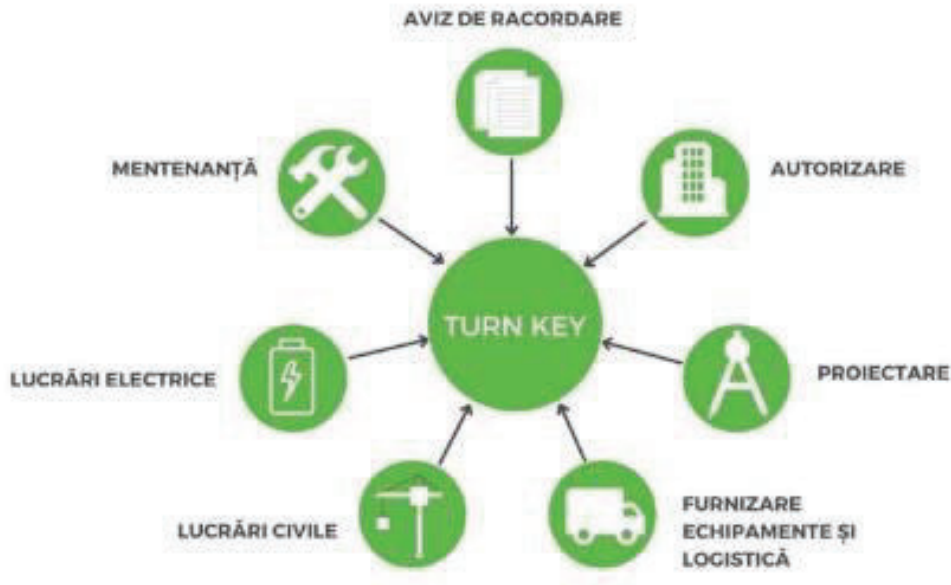 AVIZ DE RACORDARE
MENTENANȚĂ
AUTORIZARE
TURN KEY
LUCRĂRI ELECTRICE
PROIECTARE
LUCRĂRI CIVILE
FURNIZARE
ECHIPAMENTE ȘI
LOGISTICĂ